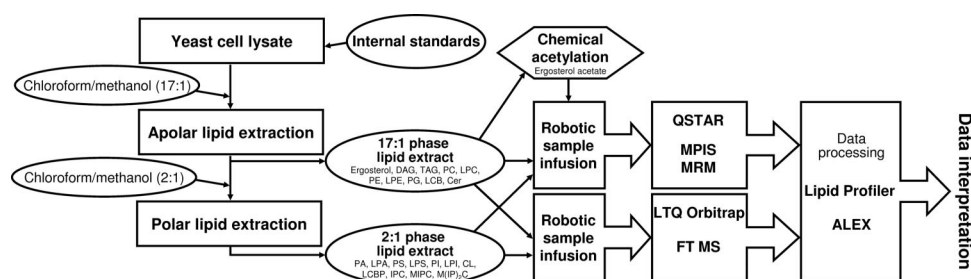 Yeast cell lysate
Internal standards
Chloroform/methanol (17:1)
Apolar lipid extraction
Chloroform/methanol (2:1)
Polar lipid extraction
17:1 phase
lipid extract
Ergosterol, DAG, TAG, PC, LPC,
PE, LPE, PG, LCB, Cer
2:1 phase
lipid extract
PA, LPA, PS, LPS, PI, LPI, CL,
LCBP, IPC, MIPC, M(IP)₂C
Chemical
acetylation
Ergosterol acetate
Robotic
sample
infusion
Robotic
sample
infusion
QSTAR
MPIS
MRM
LTQ Orbitrap
FT MS
Data
processing
Lipid Profiler
ALEX
Data interpretation